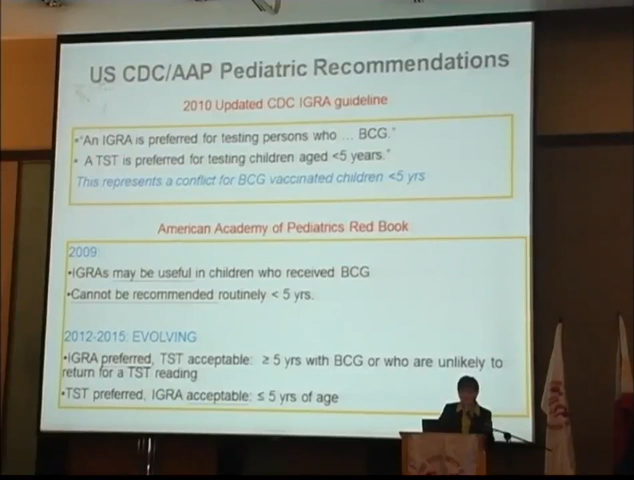 US CDC/AAP Pediatric Recommendations
2010 Updated CDC IGRA guideline
•"An IGRA is preferred for testing persons who … BCG."
• A TST is preferred for testing children aged <5 years."
This represents a conflict for BCG vaccinated children <5 yrs
American Academy of Pediatrics Red Book
2009
•IGRAs may be useful in children who received BCG
•Cannot be recommended routinely < 5 yrs.
2012-2015: EVOLVING
•IGRA preferred, TST acceptable: ≥ 5 yrs with BCG or who are unlikely to
return for a TST reading
•TST preferred, IGRA acceptable: ≤ 5 yrs of age